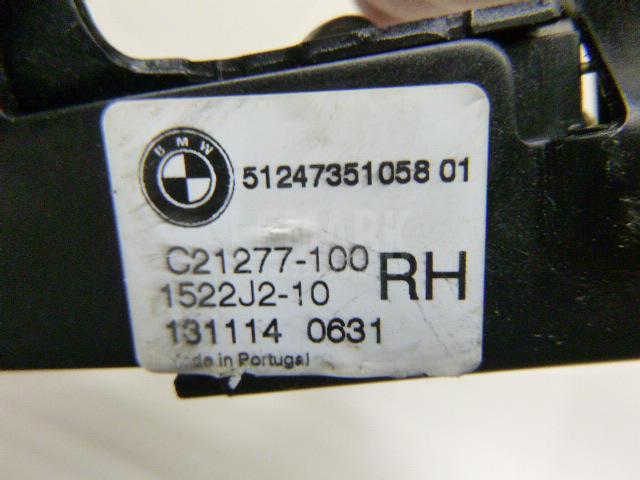 BMW
51247351058 01
C21277-100
1522J2-10
RH
131114 0631
Made in Portugal